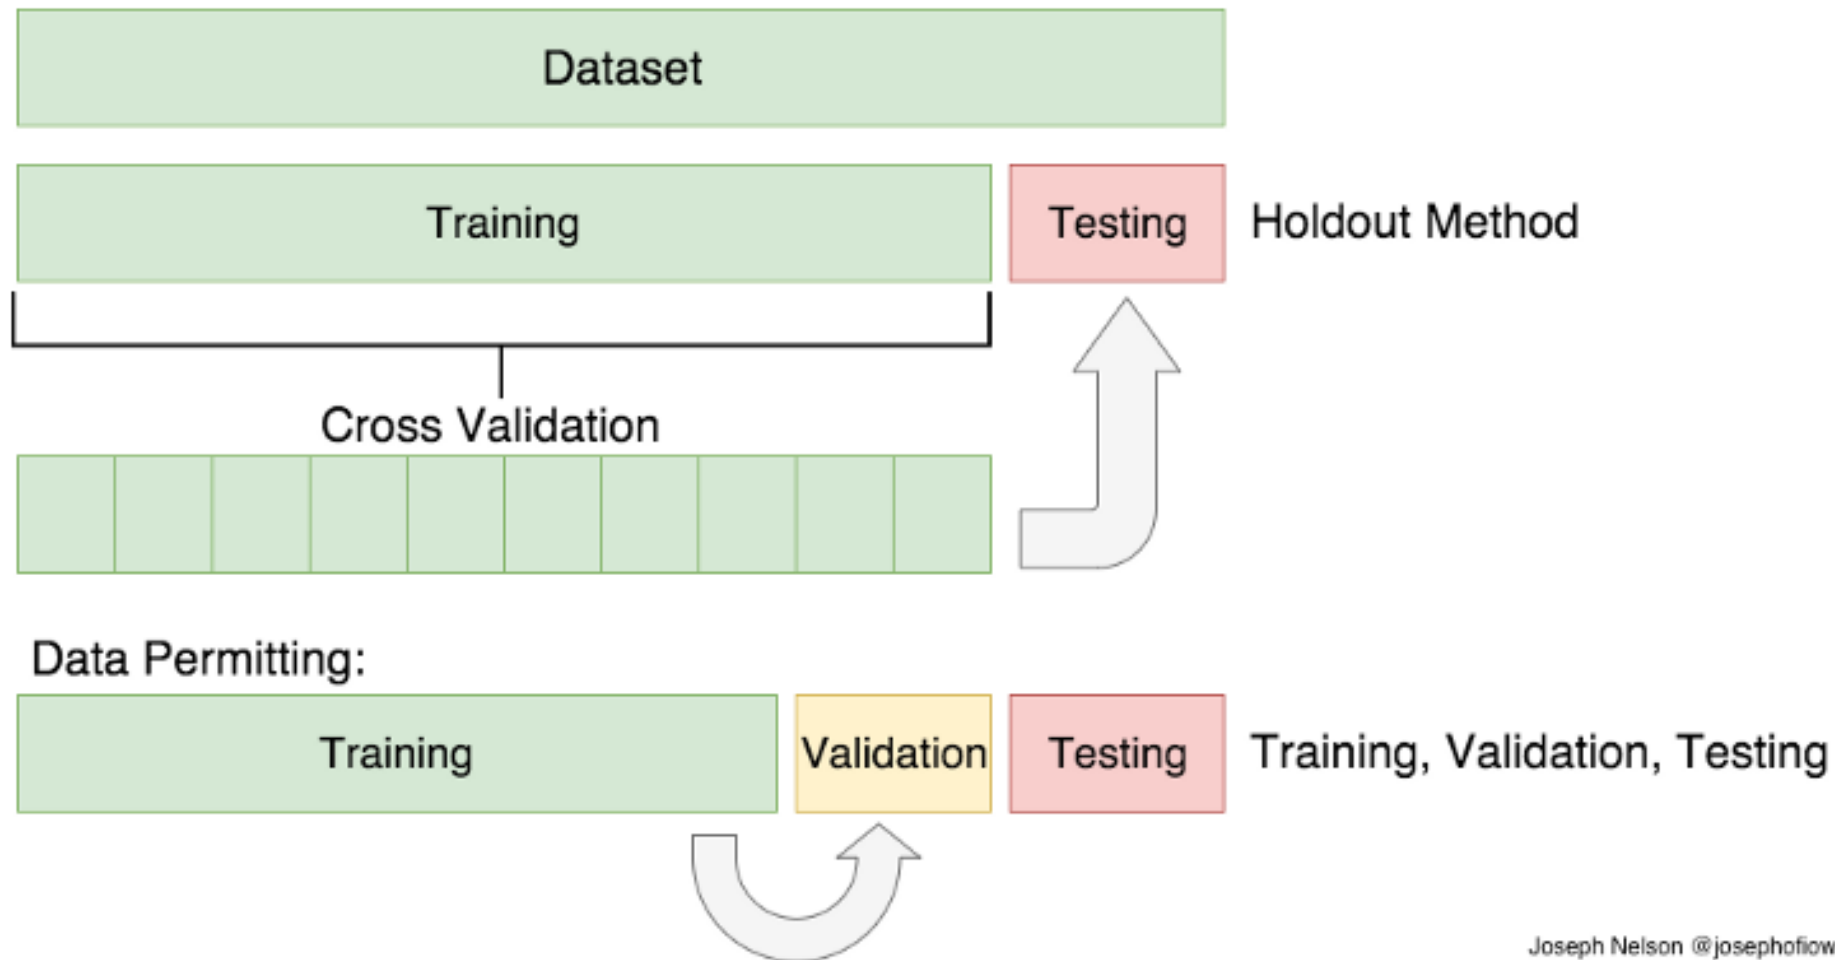 Dataset
Training
Testing
Holdout Method
Cross Validation
Data Permitting:
Training
Validation
Testing
Training, Validation, Testing
Joseph Nelson @josephofiow